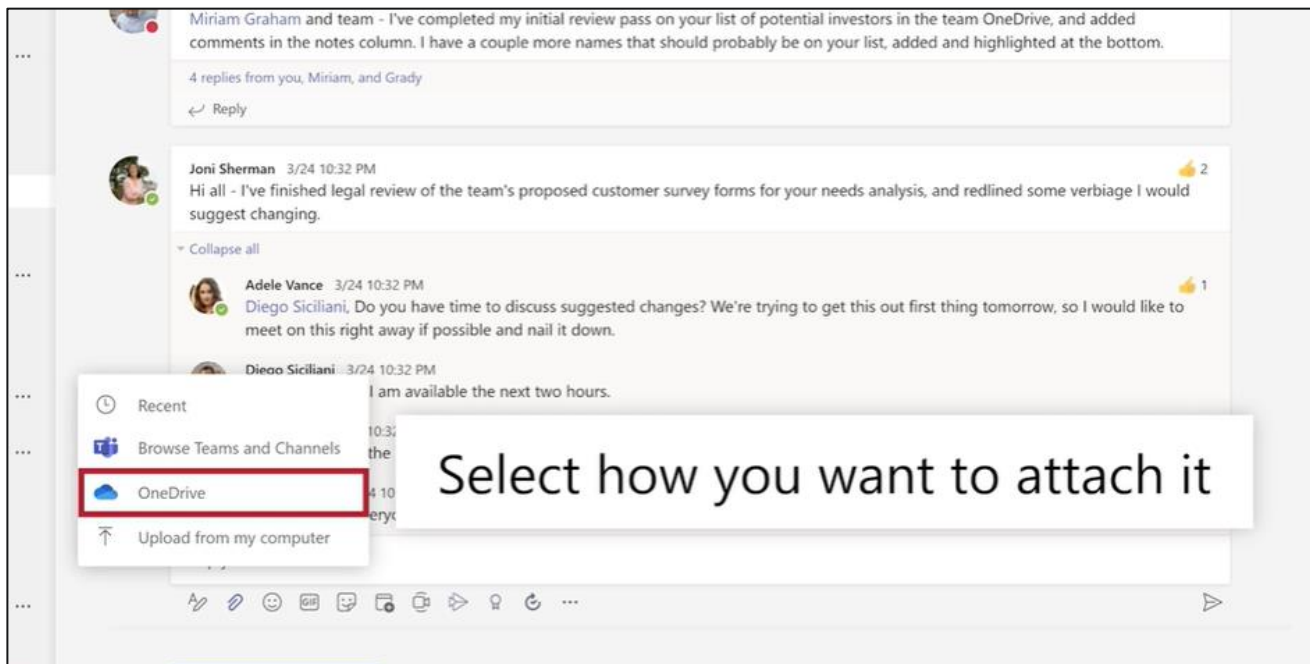 Miriam Graham and team - I've completed my initial review pass on your list of potential investors in the team OneDrive, and added
comments in the notes column. I have a couple more names that should probably be on your list, added and highlighted at the bottom.
4 replies from you, Miriam, and Grady
Reply
Joni Sherman 3/24 10:32 PM
2
Hi all - I've finished legal review of the team's proposed customer survey forms for your needs analysis, and redlined some verbiage I would
suggest changing.
Collapse all
Adele Vance 3/24 10:32 PM
1
Diego Siciliani, Do you have time to discuss suggested changes? We're trying to get this out first thing tomorrow, so I would like to
meet on this right away if possible and nail it down.
Diego Siciliani 3/24 10:32 PM
I am available the next two hours.
Recent
Browse Teams and Channels
the
OneDrive
4 10
Upload from my computer
Select how you want to attach it
GIF